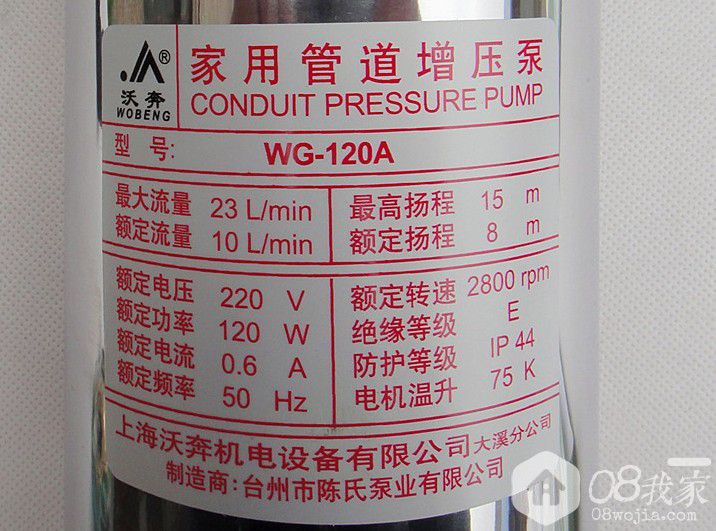 家用管道增压泵
CONDUIT PRESSURE PUMP
JA®
沃奔
WOBENG
型 号: WG-120A
最大流量 23 L/min
额定流量 10 L/min
最高扬程 15 m
额定扬程 8 m
额定电压 220 V
额定功率 120 W
额定电流 0.6 A
额定频率 50 Hz
额定转速 2800 rpm
绝缘等级 E
防护等级 IP 44
电机温升 75 K
上海沃奔机电设备有限公司大溪分公司
制造商:台州市陈氏泵业有限公司
08我家
08wojia.com